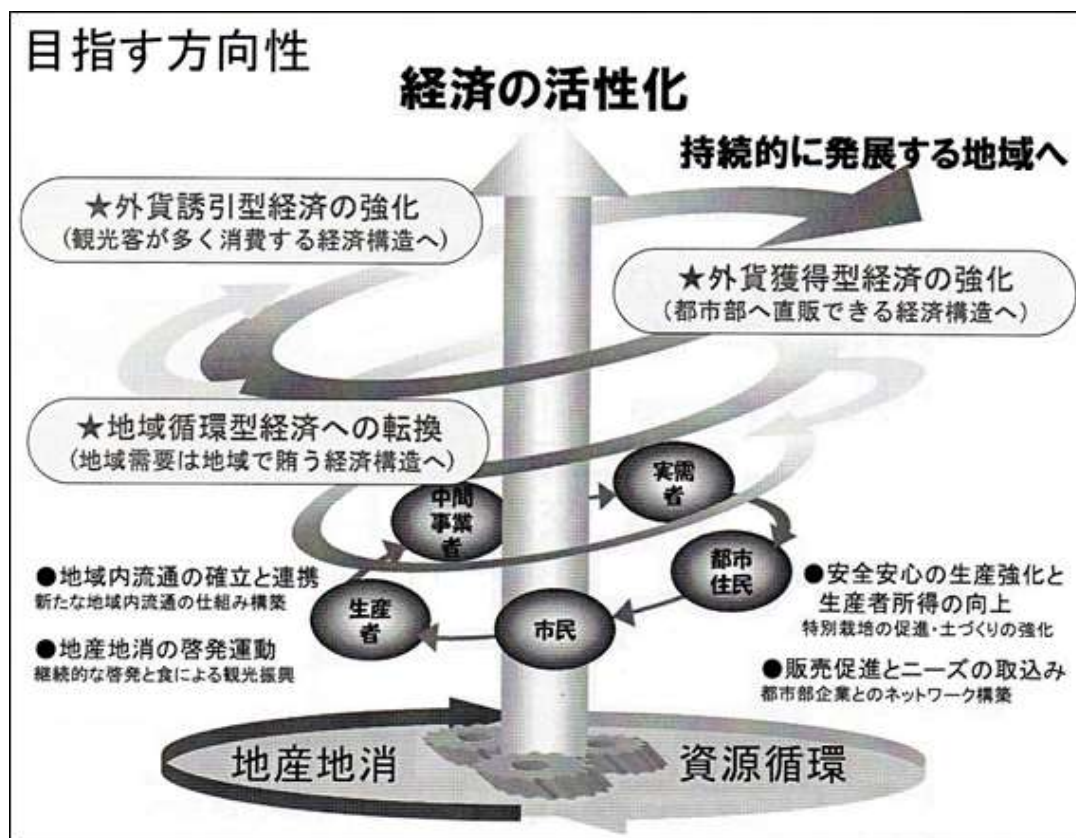 目指す方向性
経済の活性化
持続的に発展する地域へ
★外貨誘引型経済の強化
(観光客が多く消費する経済構造へ)
★外貨獲得型経済の強化
(都市部へ直販できる経済構造へ)
★地域循環型経済への転換
(地域需要は地域で賄う経済構造へ)
中間
事業
者
実需
者
都市
住民
市民
生産
者
●地域内流通の確立と連携
新たな地域内流通の仕組み構築
●地産地消の啓発運動
継続的な啓発と食による観光振興
●安全安心の生産強化と
生産者所得の向上
特別栽培の促進・土づくりの強化
●販売促進とニーズの取込み
都市部企業とのネットワーク構築
地産地消
資源循環